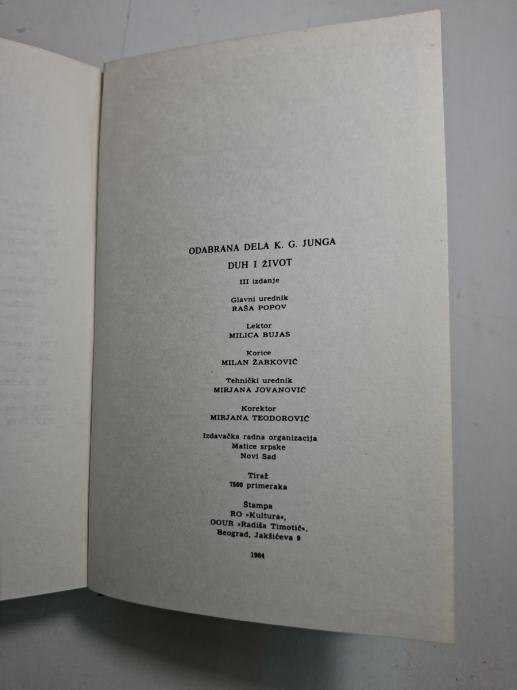 ODABRANA DELA K. G. JUNGA
DUH I ŽIVOT
III izdanje
Glavni urednik
RAŠA POPOV
Lektor
MILICA BUJAS
Korice
MILAN ŽARKOVIĆ
Tehnički urednik
MIRJANA JOVANOVIĆ
Korektor
MIRJANA TEODOROVIĆ
Izdavačka radna organizacija
Matice srpske
Novi Sad
Tiraž
7500 primeraka
Štampa
RO »Kultura«,
OOUR »Radiša Timotić«,
Beograd, Jakšićeva 9
1984